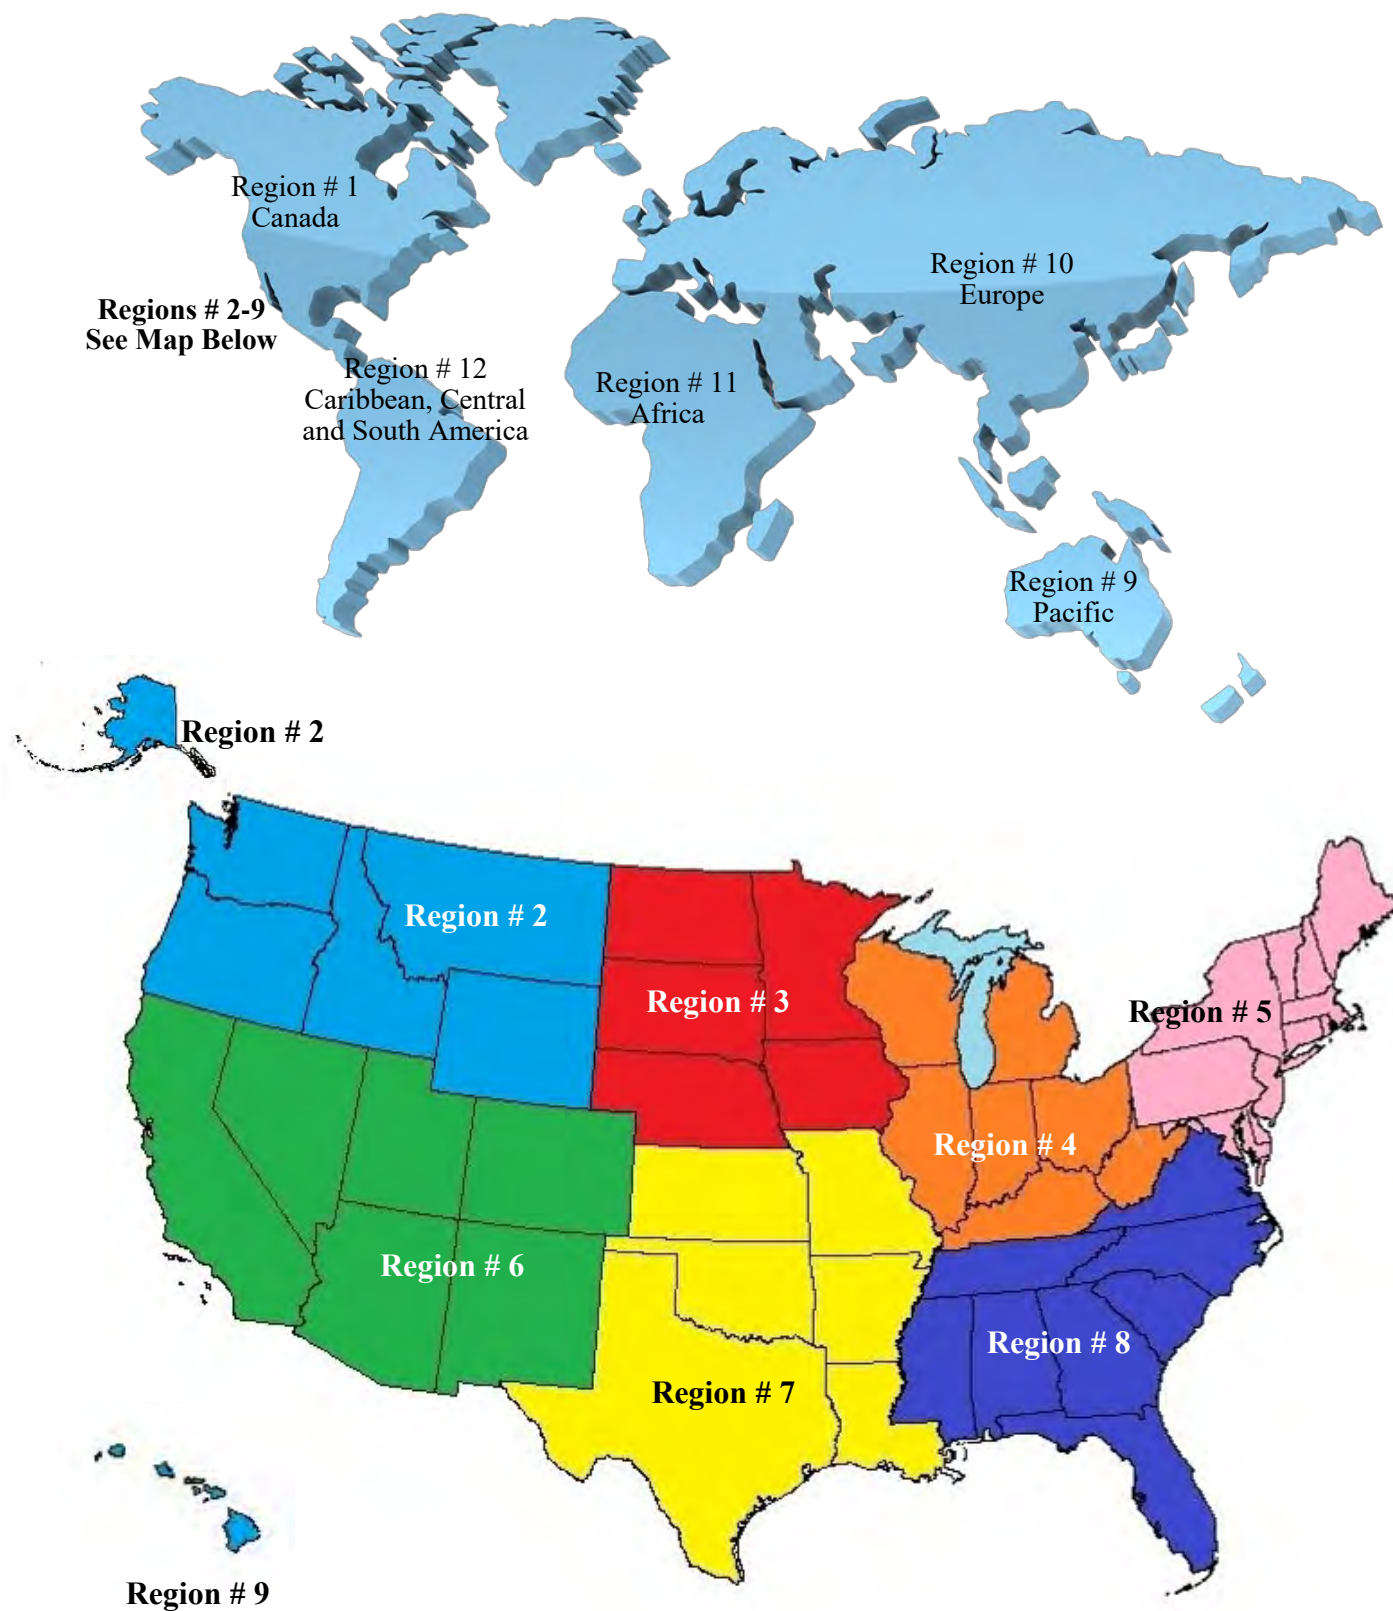 Region # 1
Canada
Region # 10
Europe
Regions # 2-9
See Map Below
Region # 12
Caribbean, Central
and South America
Region # 11
Africa
Region # 9
Pacific
Region # 2
Region # 2
Region # 3
Region # 5
Region # 4
Region # 6
Region # 8
Region # 7
Region # 9